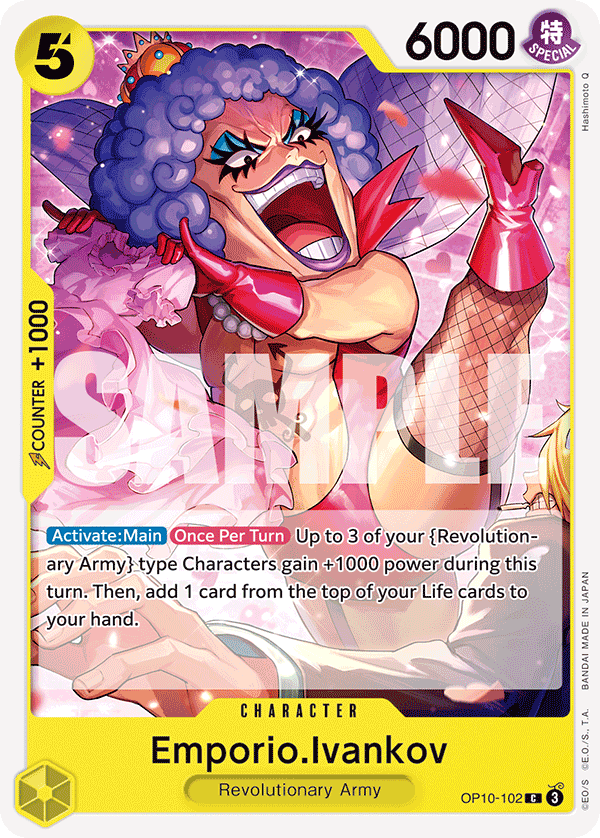 5
6000
特
SPECIAL
Hashimoto Q
COUNTER +1000
SAMPLE
Activate:Main Once Per Turn Up to 3 of your {Revolution-
ary Army} type Characters gain +1000 power during this
turn. Then, add 1 card from the top of your Life cards to
your hand.
CHARACTER
Emporio.Ivankov
Revolutionary Army
OP10-102 C 3
©EO/S ©E.O./S., T.A. BANDAI MADE IN JAPAN